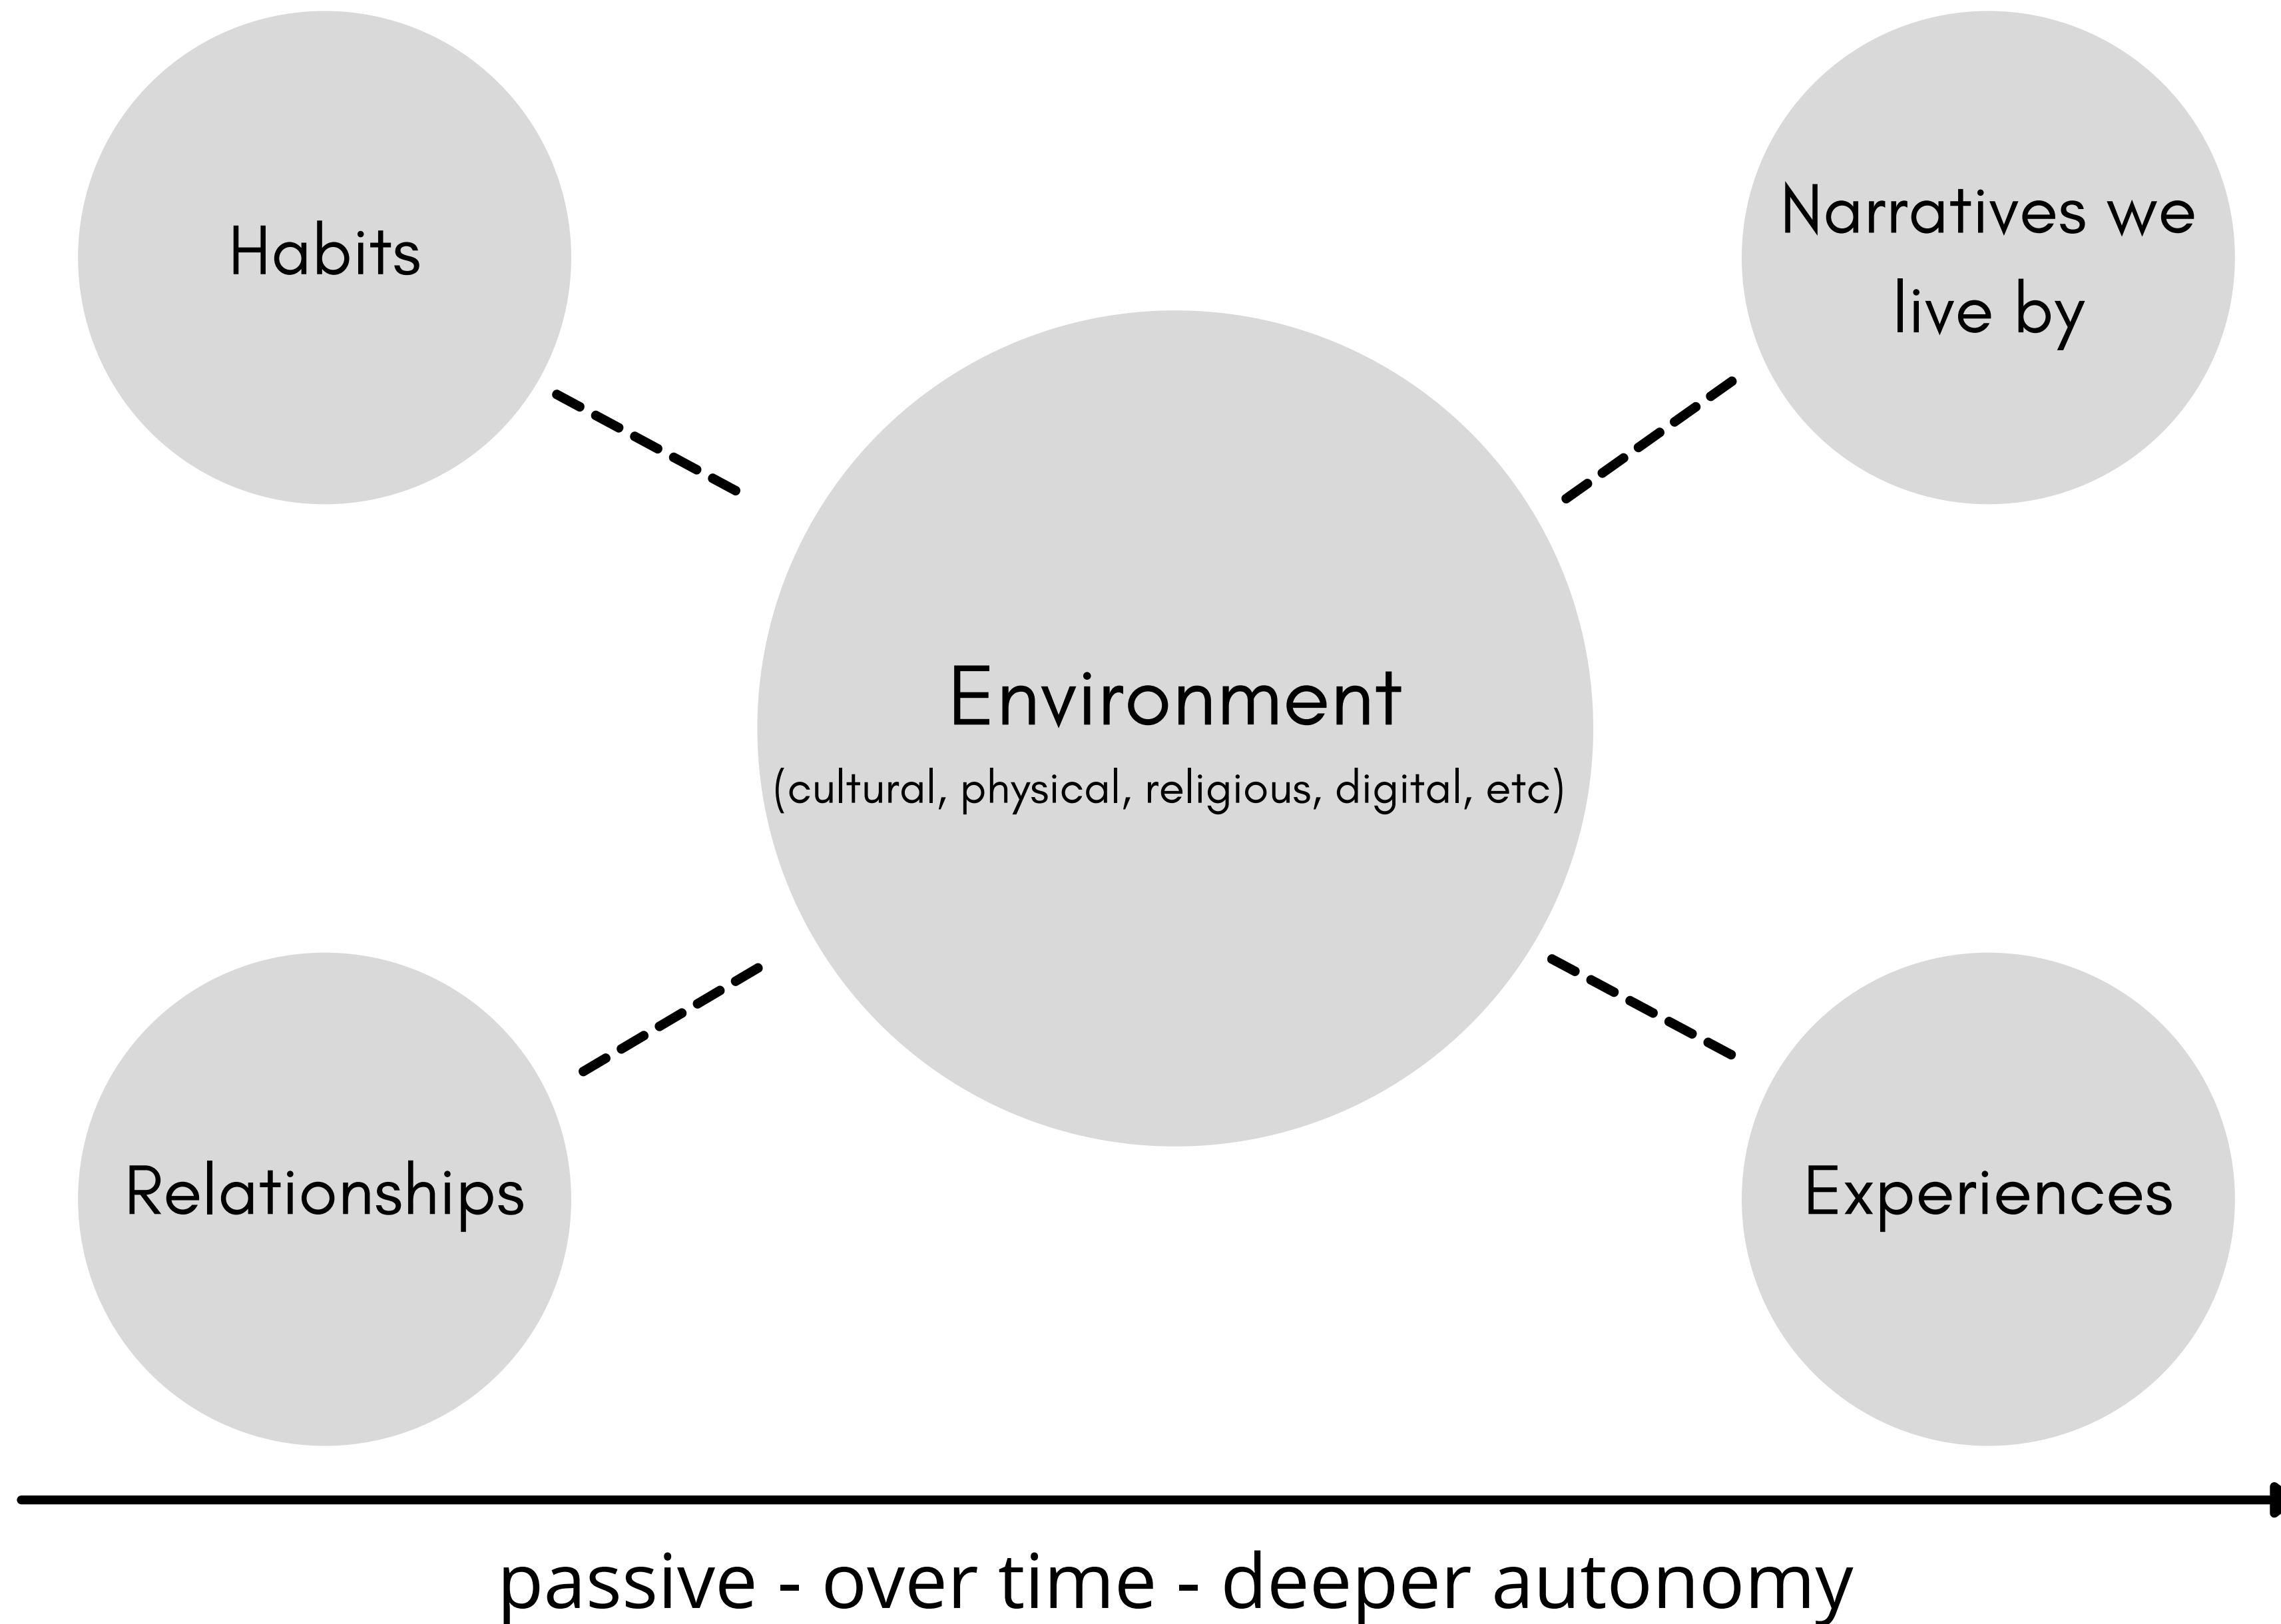 Habits
Narratives we
live by
Environment
(cultural, physical, religious, digital, etc)
Relationships
Experiences
passive - over time - deeper autonomy